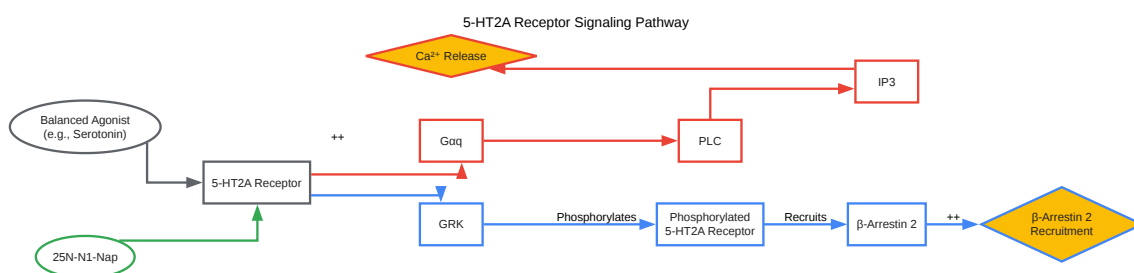 5-HT2A Receptor Signaling Pathway
Ca²⁺ Release
IP3
Balanced Agonist
(e.g., Serotonin)
++
Gαq
PLC
5-HT2A Receptor
GRK
Phosphorylates
Phosphorylated
5-HT2A Receptor
Recruits
β-Arrestin 2
++
β-Arrestin 2
Recruitment
25N-N1-Nap